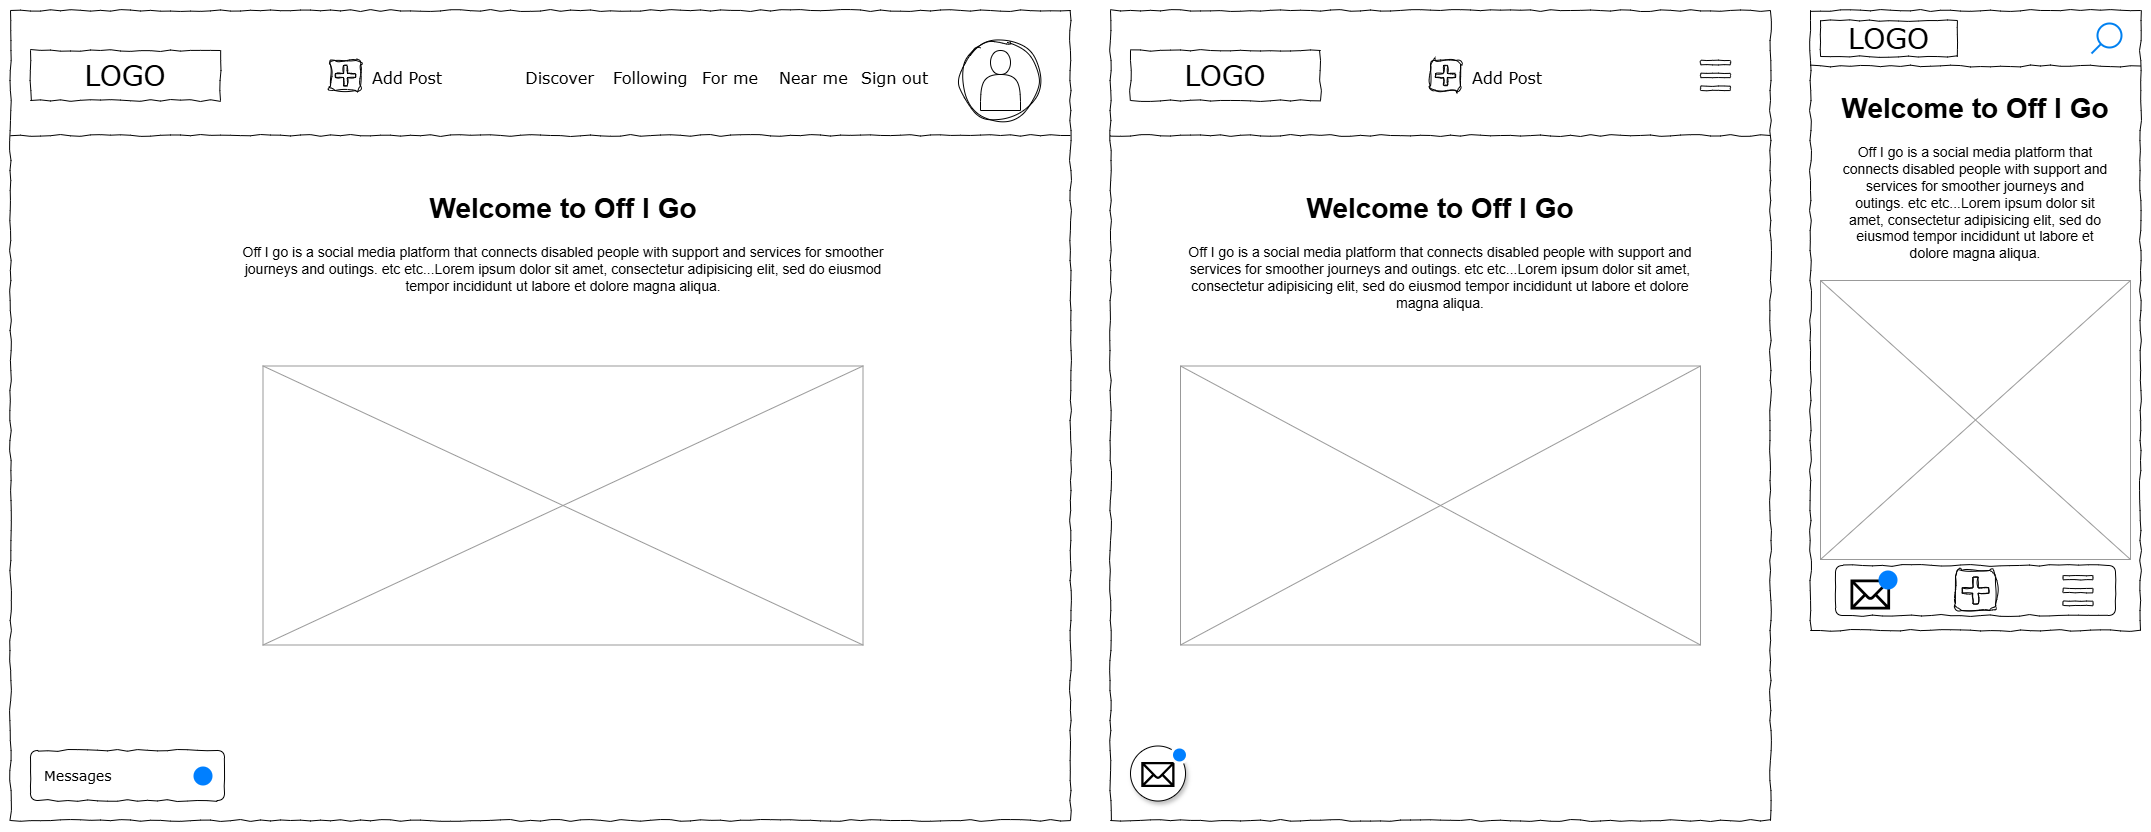 LOGO
Add Post
Discover Following For me Near me Sign out
Welcome to Off I Go
Off I go is a social media platform that connects disabled people with support and services for smoother
journeys and outings. etc etc...Lorem ipsum dolor sit amet, consectetur adipisicing elit, sed do eiusmod
tempor incididunt ut labore et dolore magna aliqua.
Messages
LOGO
Add Post
Welcome to Off I Go
Off I go is a social media platform that connects disabled people with support and
services for smoother journeys and outings. etc etc...Lorem ipsum dolor sit amet,
consectetur adipisicing elit, sed do eiusmod tempor incididunt ut labore et dolore
magna aliqua.
LOGO
Welcome to Off I Go
Off I go is a social media platform that
connects disabled people with support and
services for smoother journeys and
outings. etc etc...Lorem ipsum dolor sit
amet, consectetur adipisicing elit, sed do
eiusmod tempor incididunt ut labore et
dolore magna aliqua.